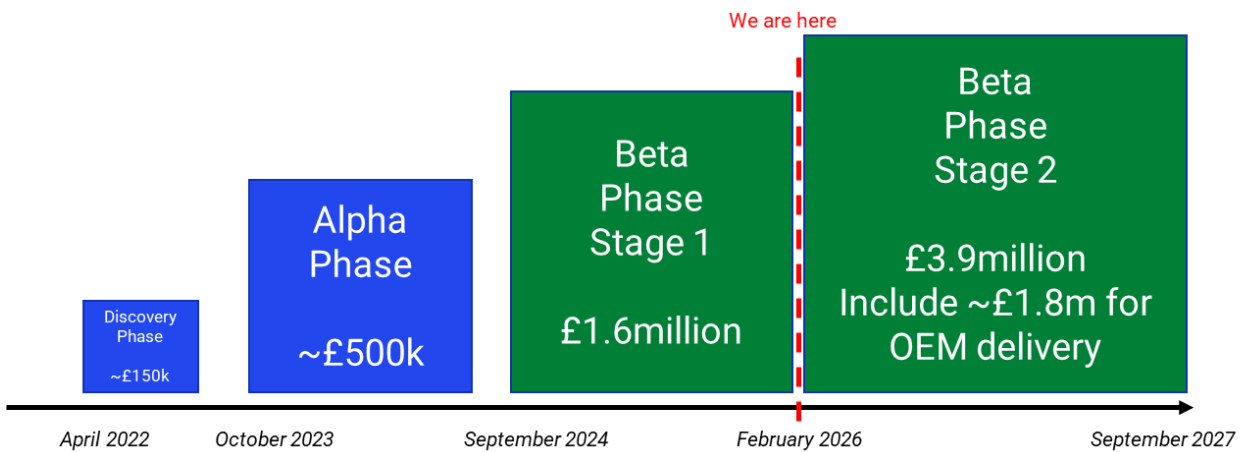 We are here
Discovery
Phase
~£150k
Alpha
Phase
~£500k
Beta
Phase
Stage 1
£1.6million
Beta
Phase
Stage 2
£3.9million
Include ~£1.8m for
OEM delivery
April 2022
October 2023
September 2024
February 2026
September 2027